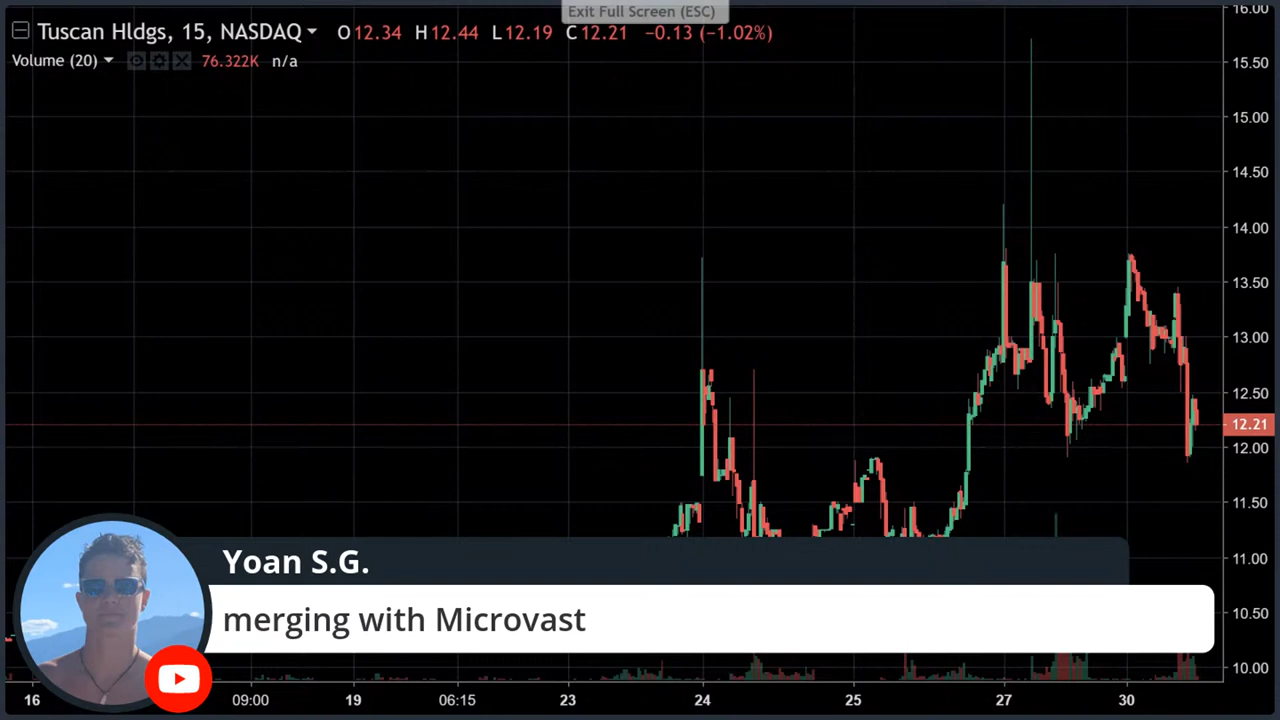 Exit Full Screen (ESC)
Tuscan Hldgs, 15, NASDAQ O12.34 H12.44 L12.19 C12.21 −0.13 (−1.02%)
Volume (20) 76.322K n/a
16.00
15.50
15.00
14.50
14.00
13.50
13.00
12.50
12.21
12.00
11.50
11.00
10.50
10.00
Yoan S.G.
merging with Microvast
16 09:00 19 06:15 23 24 25 27 30